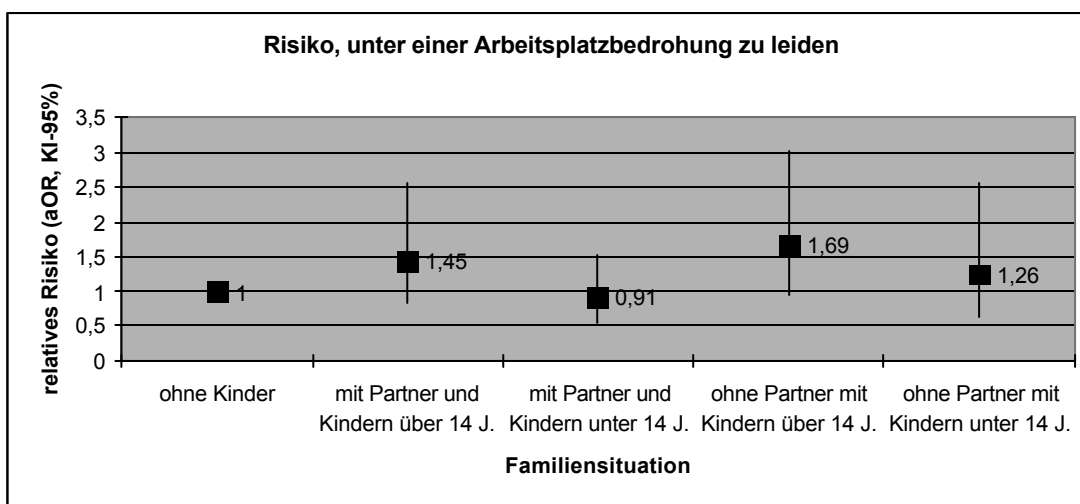 Risiko, unter einer Arbeitsplatzbedrohung zu leiden
relatives Risiko (aOR, KI-95%)
3,5
3
2,5
2
1,5
1
0,5
0
1
1,45
0,91
1,69
1,26
ohne Kinder
mit Partner und
Kindern über 14 J.
mit Partner und
Kindern unter 14 J.
ohne Partner mit
Kindern über 14 J.
ohne Partner mit
Kindern unter 14 J.
Familiensituation